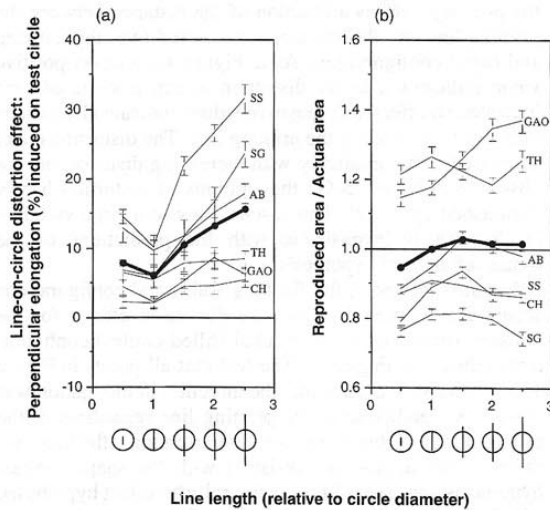 (a)
(b)
Line-on-circle distortion effect:
Perpendicular elongation (%) induced on test circle
40
30
20
10
0
-10
0
1
2
3
SS
SG
AB
TH
GAO
CH
Reproduced area / Actual area
1.6
1.4
1.2
1.0
0.8
0.6
0
1
2
3
GAO
TH
AB
SS
CH
SG
Line length (relative to circle diameter)